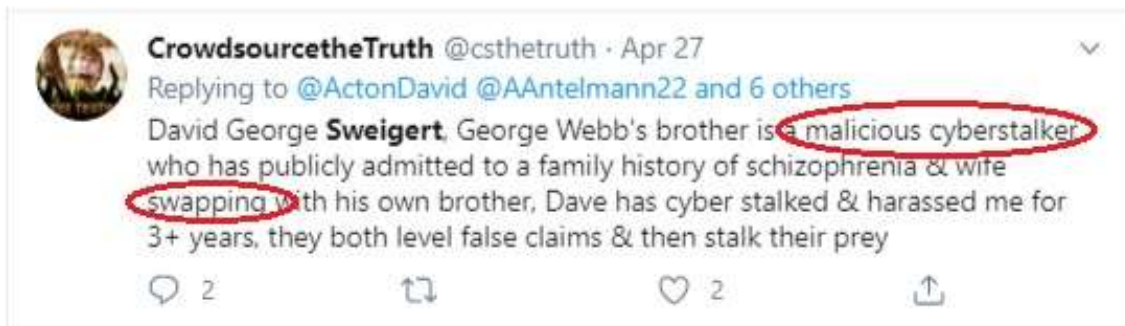 CrowdsourcetheTruth @csthetruth · Apr 27
Replying to @ActonDavid @AAntelmann22 and 6 others
David George Sweigert, George Webb's brother is a malicious cyberstalker
who has publicly admitted to a family history of schizophrenia & wife
swapping with his own brother, Dave has cyber stalked & harassed me for
3+ years, they both level false claims & then stalk their prey
2
2